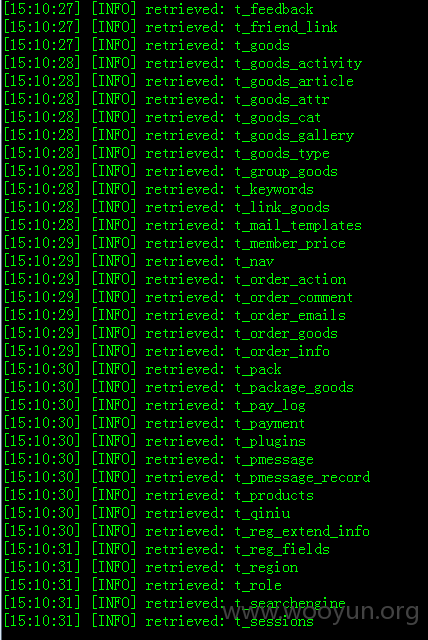 [15:10:27] [INFO] retrieved: t_feedback
[15:10:27] [INFO] retrieved: t_friend_link
[15:10:27] [INFO] retrieved: t_goods
[15:10:28] [INFO] retrieved: t_goods_activity
[15:10:28] [INFO] retrieved: t_goods_article
[15:10:28] [INFO] retrieved: t_goods_attr
[15:10:28] [INFO] retrieved: t_goods_cat
[15:10:28] [INFO] retrieved: t_goods_gallery
[15:10:28] [INFO] retrieved: t_goods_type
[15:10:28] [INFO] retrieved: t_group_goods
[15:10:28] [INFO] retrieved: t_keywords
[15:10:28] [INFO] retrieved: t_link_goods
[15:10:28] [INFO] retrieved: t_mail_templates
[15:10:29] [INFO] retrieved: t_member_price
[15:10:29] [INFO] retrieved: t_nav
[15:10:29] [INFO] retrieved: t_order_action
[15:10:29] [INFO] retrieved: t_order_comment
[15:10:29] [INFO] retrieved: t_order_emails
[15:10:29] [INFO] retrieved: t_order_goods
[15:10:29] [INFO] retrieved: t_order_info
[15:10:30] [INFO] retrieved: t_pack
[15:10:30] [INFO] retrieved: t_package_goods
[15:10:30] [INFO] retrieved: t_pay_log
[15:10:30] [INFO] retrieved: t_payment
[15:10:30] [INFO] retrieved: t_plugins
[15:10:30] [INFO] retrieved: t_pmessage
[15:10:30] [INFO] retrieved: t_pmessage_record
[15:10:30] [INFO] retrieved: t_products
[15:10:30] [INFO] retrieved: t_qiniu
[15:10:30] [INFO] retrieved: t_reg_extend_info
[15:10:31] [INFO] retrieved: t_reg_fields
[15:10:31] [INFO] retrieved: t_region
[15:10:31] [INFO] retrieved: t_role
[15:10:31] [INFO] retrieved: t_searchengine
[15:10:31] [INFO] retrieved: t_sessions
www.wooyun.org